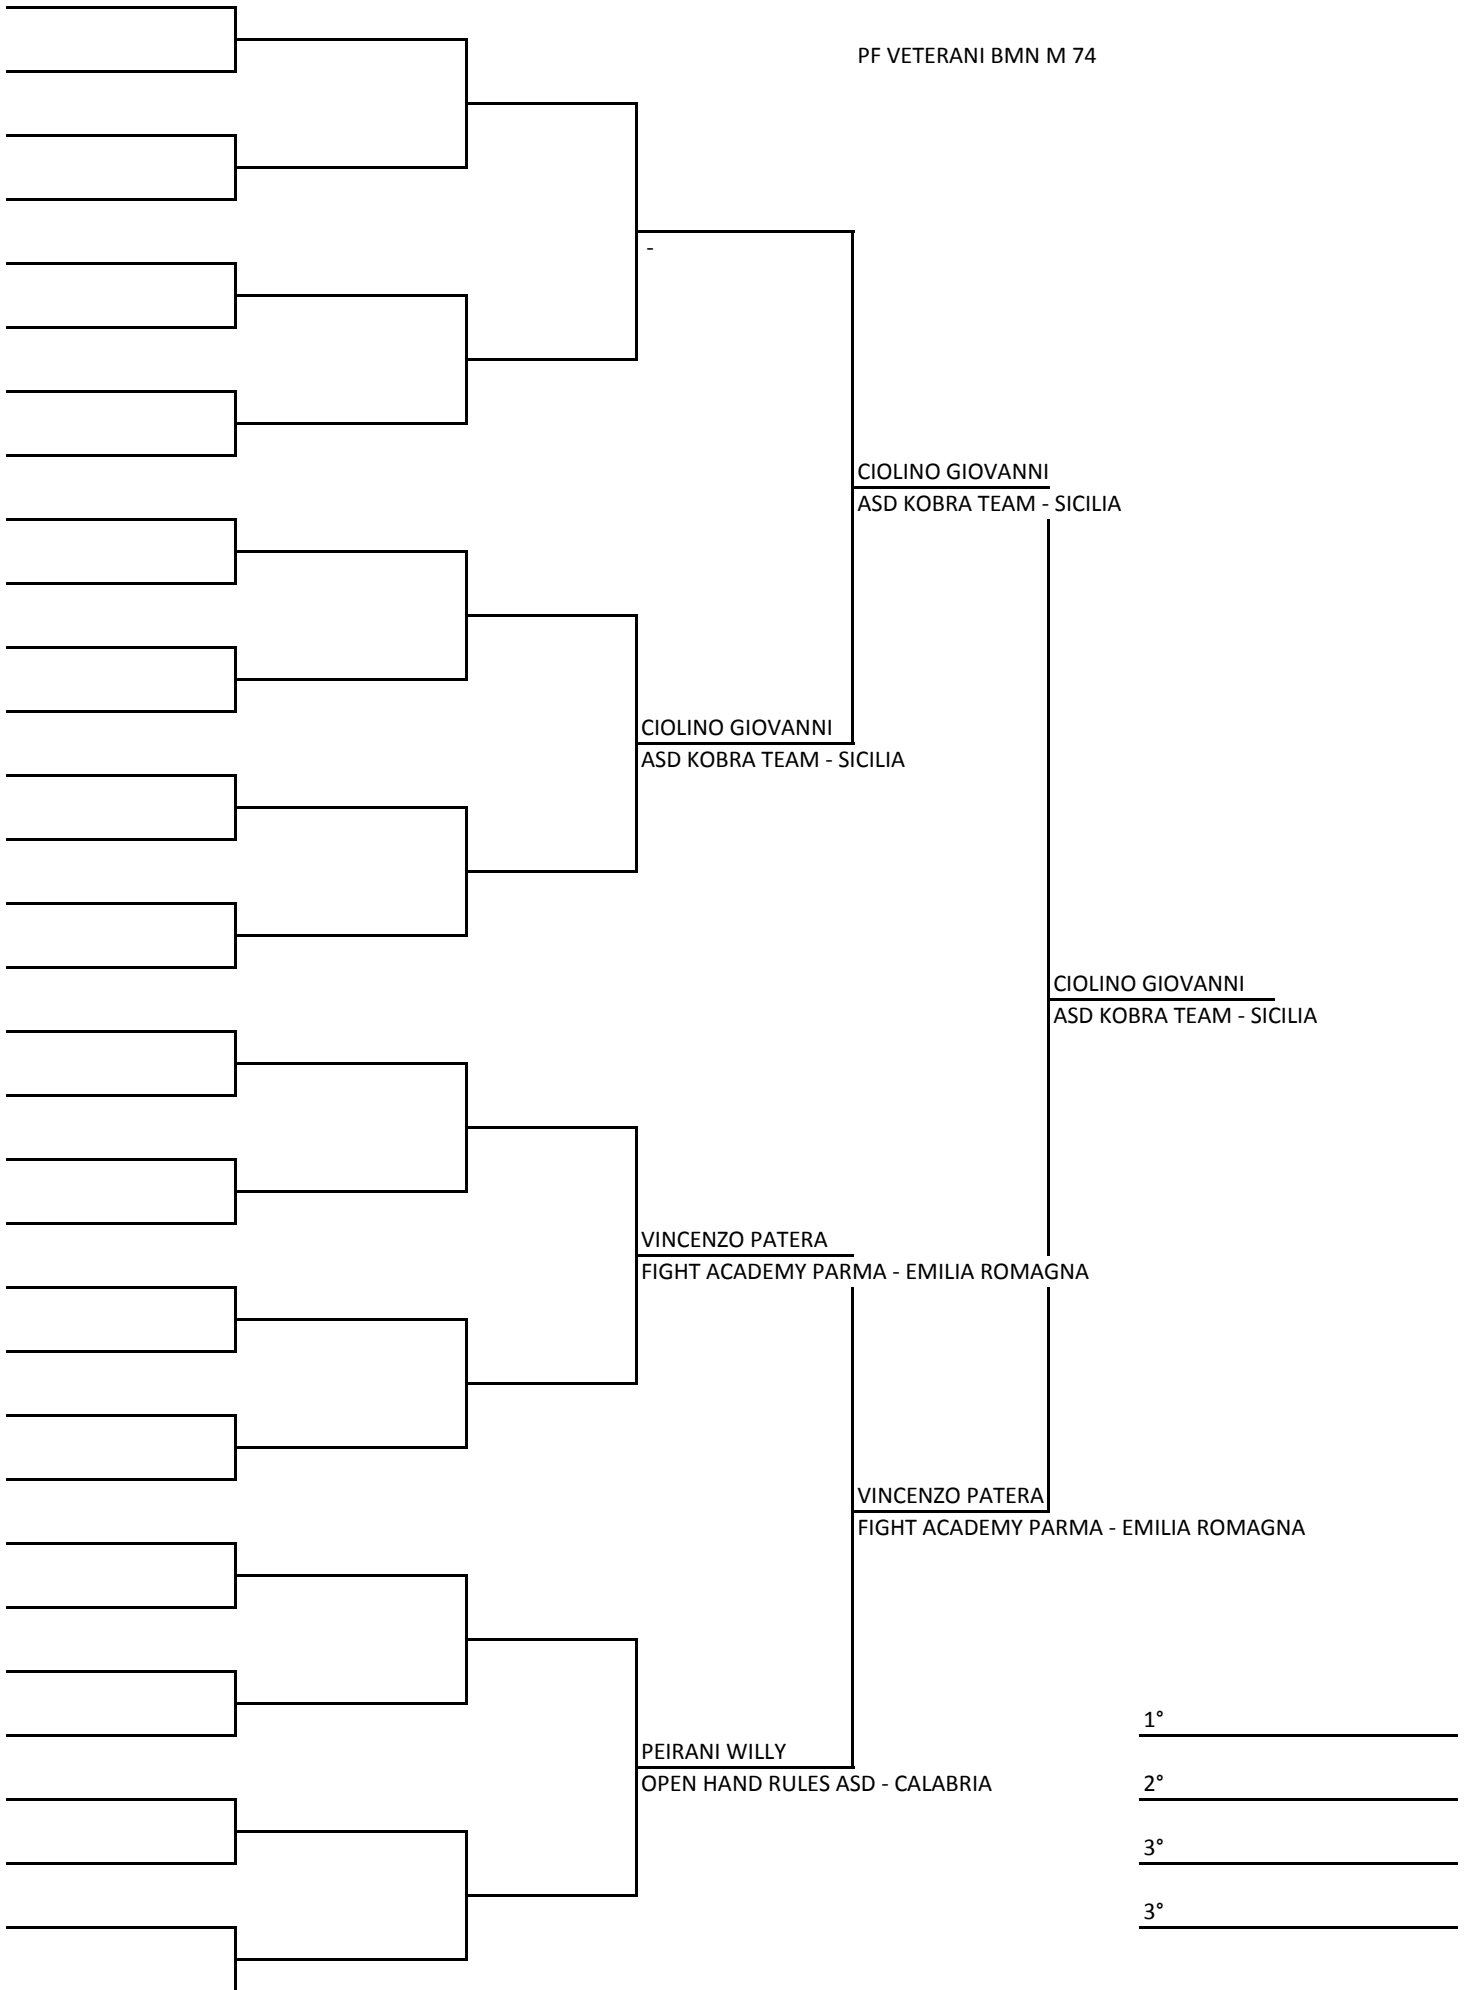 PF VETERANI BMN M 74
-
CIOLINO GIOVANNI
ASD KOBRA TEAM - SICILIA
CIOLINO GIOVANNI
ASD KOBRA TEAM - SICILIA
CIOLINO GIOVANNI
ASD KOBRA TEAM - SICILIA
VINCENZO PATERA
FIGHT ACADEMY PARMA - EMILIA ROMAGNA
VINCENZO PATERA
FIGHT ACADEMY PARMA - EMILIA ROMAGNA
1°
PEIRANI WILLY
OPEN HAND RULES ASD - CALABRIA
2°
3°
3°